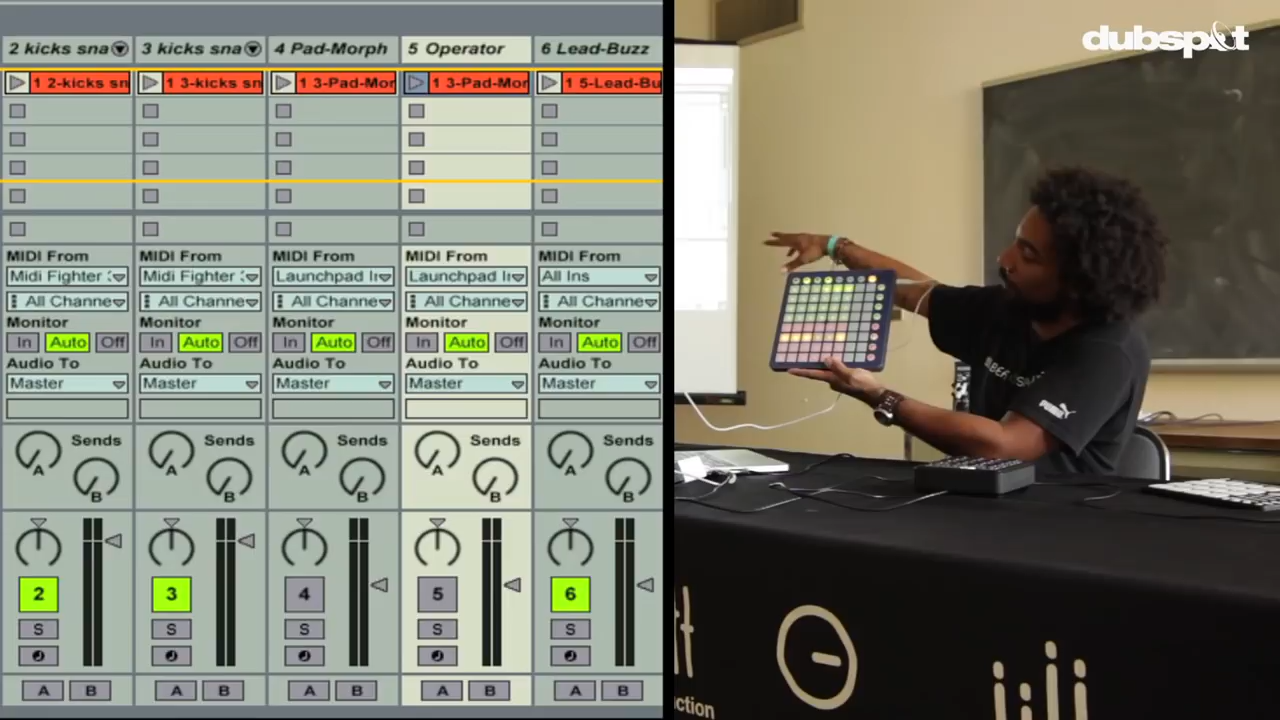 2 kicks sna 3 kicks sna 4 Pad-Morph 5 Operator 6 Lead-Buzz
1 2-kicks sn 1 3-kicks sn 1 3-Pad-Mor 1 3-Pad-Mor 1 5-Lead-Bu
MIDI From MIDI From MIDI From MIDI From MIDI From
Midi Fighter Midi Fighter Launchpad In Launchpad In All Ins
All Channe All Channe All Channe All Channe All Channe
Monitor Monitor Monitor Monitor Monitor
In Auto Off In Auto Off In Auto Off In Auto Off In Auto Off
Audio To Audio To Audio To Audio To Audio To
Master Master Master Master Master
Sends Sends Sends Sends Sends
A B A B A B A B A B
2 3 4 5 6
S S S S S
A B A B A B A B A B
dubspot
PUMA
ction